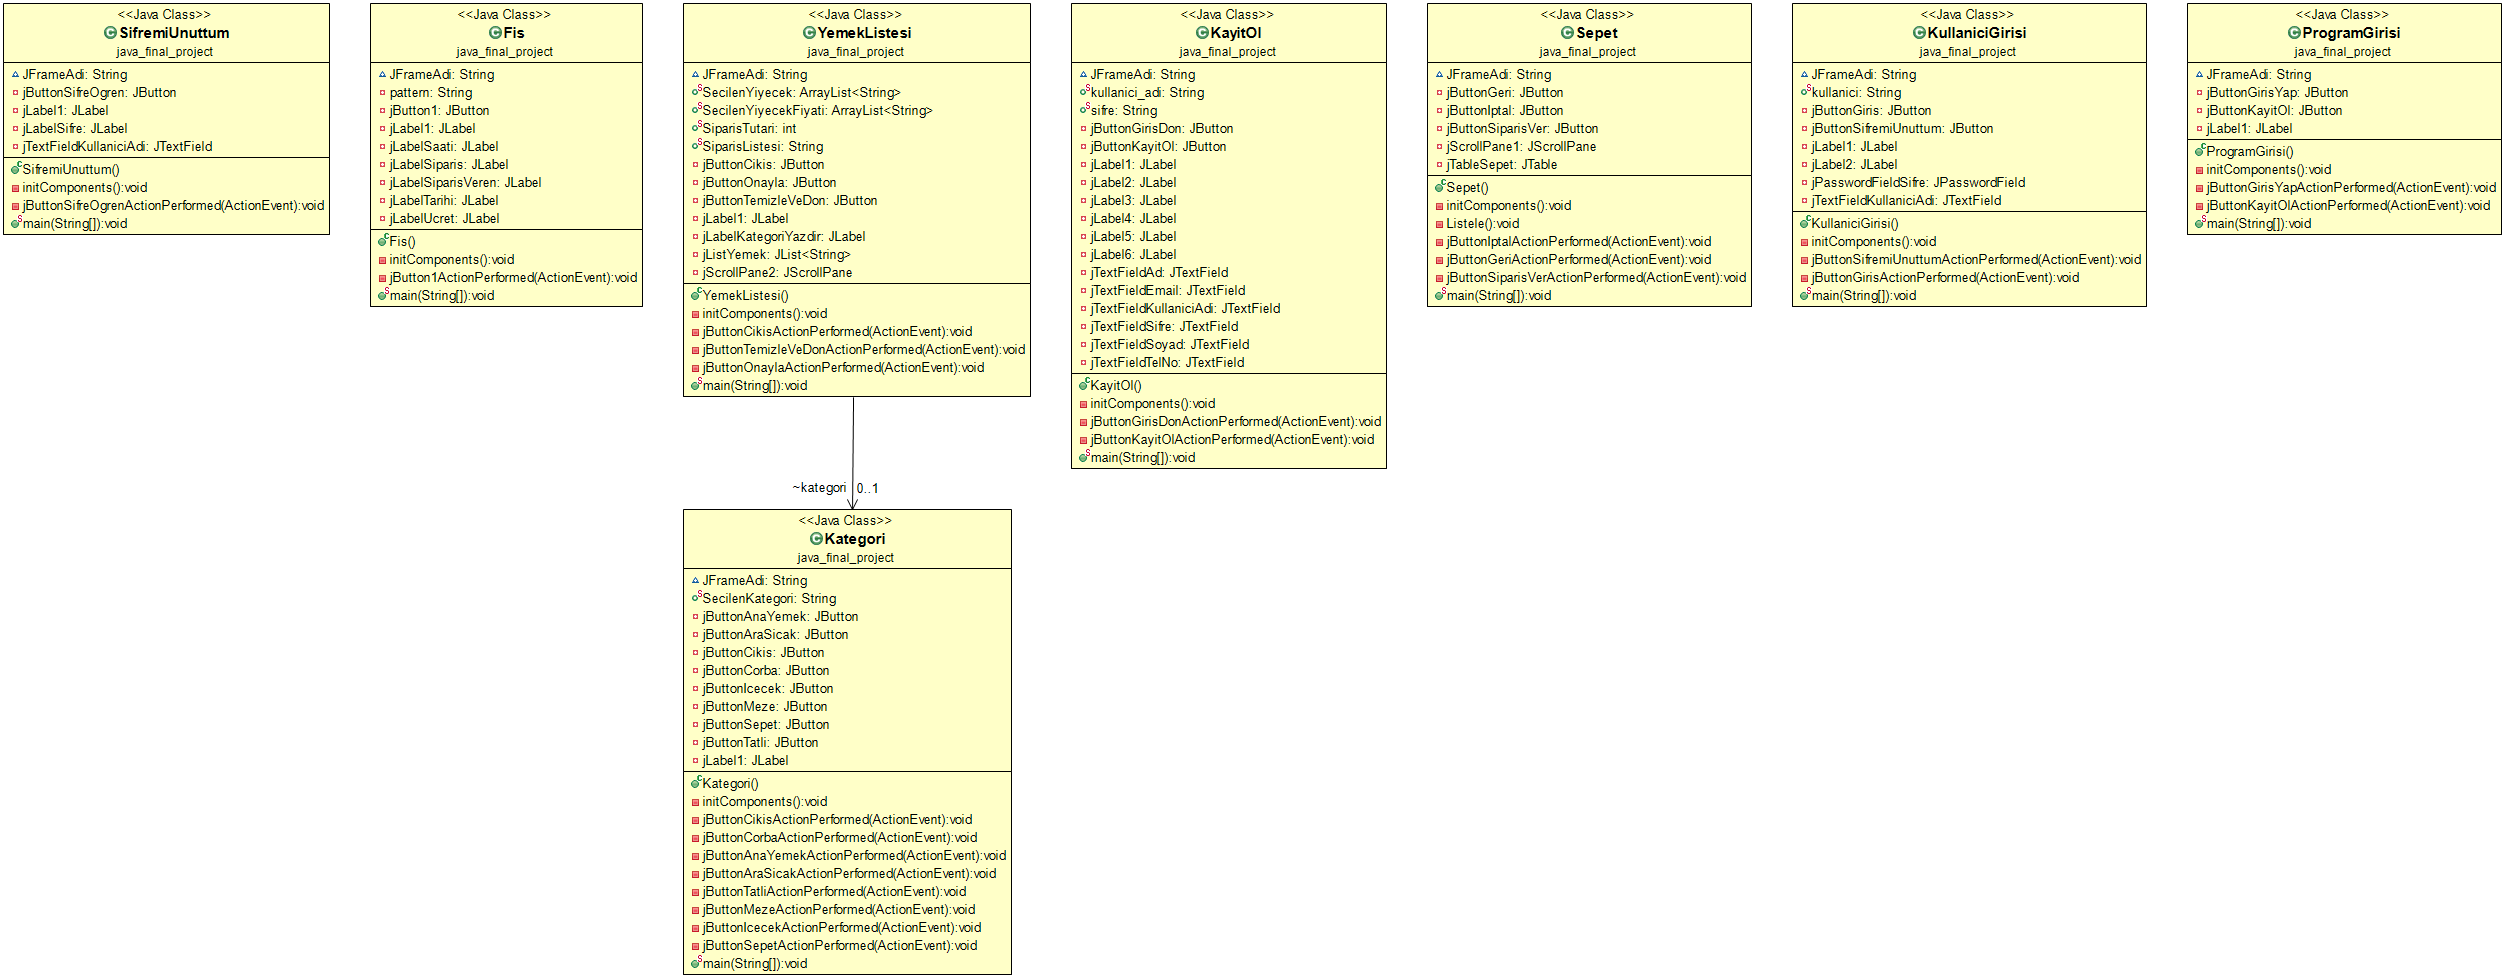 <<Java Class>>
SifremiUnuttum
java_final_project
JFrameAdi: String
jButtonSifreOgren: JButton
jLabel1: JLabel
jLabelSifre: JLabel
jTextFieldKullaniciAdi: JTextField
SifremiUnuttum()
initComponents():void
jButtonSifreOgrenActionPerformed(ActionEvent):void
main(String[]):void
<<Java Class>>
Fis
java_final_project
JFrameAdi: String
pattern: String
jButton1: JButton
jLabel1: JLabel
jLabelSaati: JLabel
jLabelSiparis: JLabel
jLabelSiparisVeren: JLabel
jLabelTarihi: JLabel
jLabelUcret: JLabel
Fis()
initComponents():void
jButton1ActionPerformed(ActionEvent):void
main(String[]):void
<<Java Class>>
YemekListesi
java_final_project
JFrameAdi: String
SecilenYiyecek: ArrayList<String>
SecilenYiyecekFiyati: ArrayList<String>
SiparisTutari: int
SiparisListesi: String
jButtonCikis: JButton
jButtonOnayla: JButton
jButtonTemizleVeDon: JButton
jLabel1: JLabel
jLabelKategoriYazdir: JLabel
jListYemek: JList<String>
jScrollPane2: JScrollPane
YemekListesi()
initComponents():void
jButtonCikisActionPerformed(ActionEvent):void
jButtonTemizleVeDonActionPerformed(ActionEvent):void
jButtonOnaylaActionPerformed(ActionEvent):void
main(String[]):void
<<Java Class>>
KayitOl
java_final_project
JFrameAdi: String
kullanici_adi: String
sifre: String
jButtonGirisDon: JButton
jButtonKayitOl: JButton
jLabel1: JLabel
jLabel2: JLabel
jLabel3: JLabel
jLabel4: JLabel
jLabel5: JLabel
jLabel6: JLabel
jTextFieldAd: JTextField
jTextFieldEmail: JTextField
jTextFieldKullaniciAdi: JTextField
jTextFieldSifre: JTextField
jTextFieldSoyad: JTextField
jTextFieldTelNo: JTextField
KayitOl()
initComponents():void
jButtonGirisDonActionPerformed(ActionEvent):void
jButtonKayitOlActionPerformed(ActionEvent):void
main(String[]):void
<<Java Class>>
Sepet
java_final_project
JFrameAdi: String
jButtonGeri: JButton
jButtonIptal: JButton
jButtonSiparisVer: JButton
jScrollPane1: JScrollPane
jTableSepet: JTable
Sepet()
initComponents():void
Listele():void
jButtonIptalActionPerformed(ActionEvent):void
jButtonGeriActionPerformed(ActionEvent):void
jButtonSiparisVerActionPerformed(ActionEvent):void
main(String[]):void
<<Java Class>>
KullaniciGirisi
java_final_project
JFrameAdi: String
kullanici: String
jButtonGiris: JButton
jButtonSifremiUnuttum: JButton
jLabel1: JLabel
jLabel2: JLabel
jPasswordFieldSifre: JPasswordField
jTextFieldKullaniciAdi: JTextField
KullaniciGirisi()
initComponents():void
jButtonSifremiUnuttumActionPerformed(ActionEvent):void
jButtonGirisActionPerformed(ActionEvent):void
main(String[]):void
<<Java Class>>
ProgramGirisi
java_final_project
JFrameAdi: String
jButtonGirisYap: JButton
jButtonKayitOl: JButton
jLabel1: JLabel
ProgramGirisi()
initComponents():void
jButtonGirisYapActionPerformed(ActionEvent):void
jButtonKayitOlActionPerformed(ActionEvent):void
main(String[]):void
~kategori 0..1
<<Java Class>>
Kategori
java_final_project
JFrameAdi: String
SecilenKategori: String
jButtonAnaYemek: JButton
jButtonAraSicak: JButton
jButtonCikis: JButton
jButtonCorba: JButton
jButtonIcecek: JButton
jButtonMeze: JButton
jButtonSepet: JButton
jButtonTatli: JButton
jLabel1: JLabel
Kategori()
initComponents():void
jButtonCikisActionPerformed(ActionEvent):void
jButtonCorbaActionPerformed(ActionEvent):void
jButtonAnaYemekActionPerformed(ActionEvent):void
jButtonAraSicakActionPerformed(ActionEvent):void
jButtonTatliActionPerformed(ActionEvent):void
jButtonMezeActionPerformed(ActionEvent):void
jButtonIcecekActionPerformed(ActionEvent):void
jButtonSepetActionPerformed(ActionEvent):void
main(String[]):void